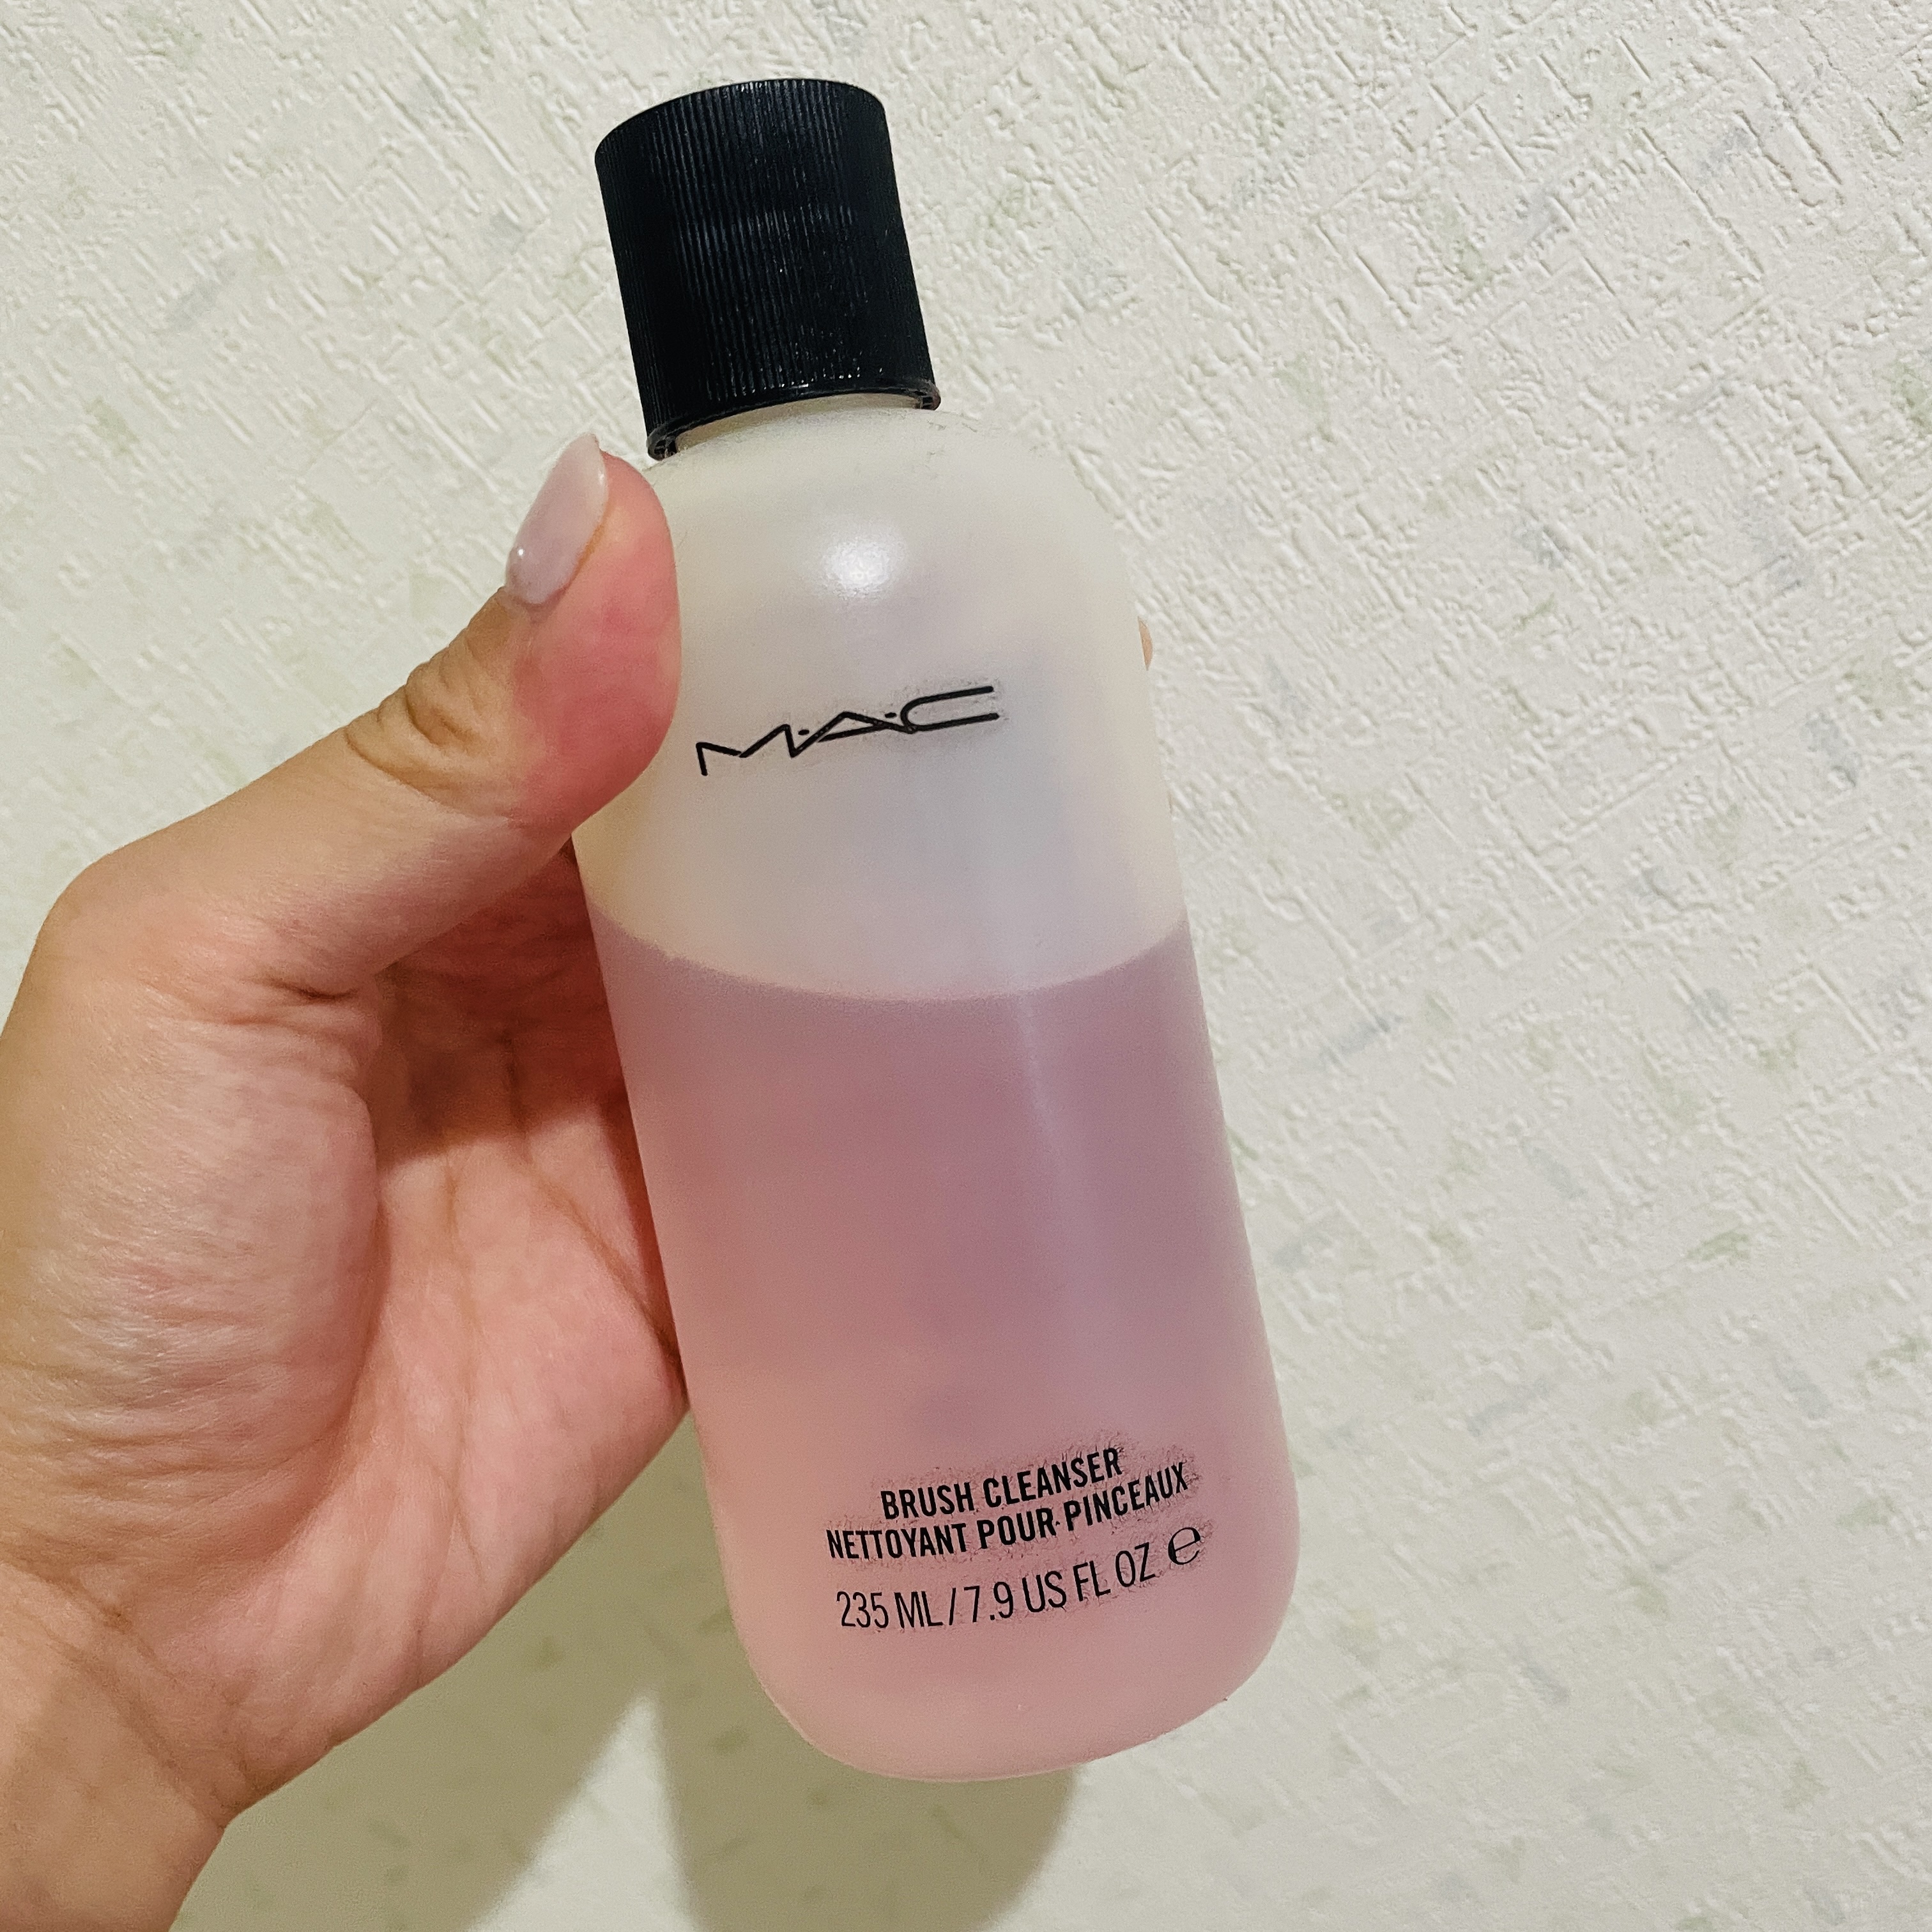 M·A·C
BRUSH CLEANSER
NETTOYANT POUR PINCEAUX
235 ML / 7.9 US FL OZ ℮